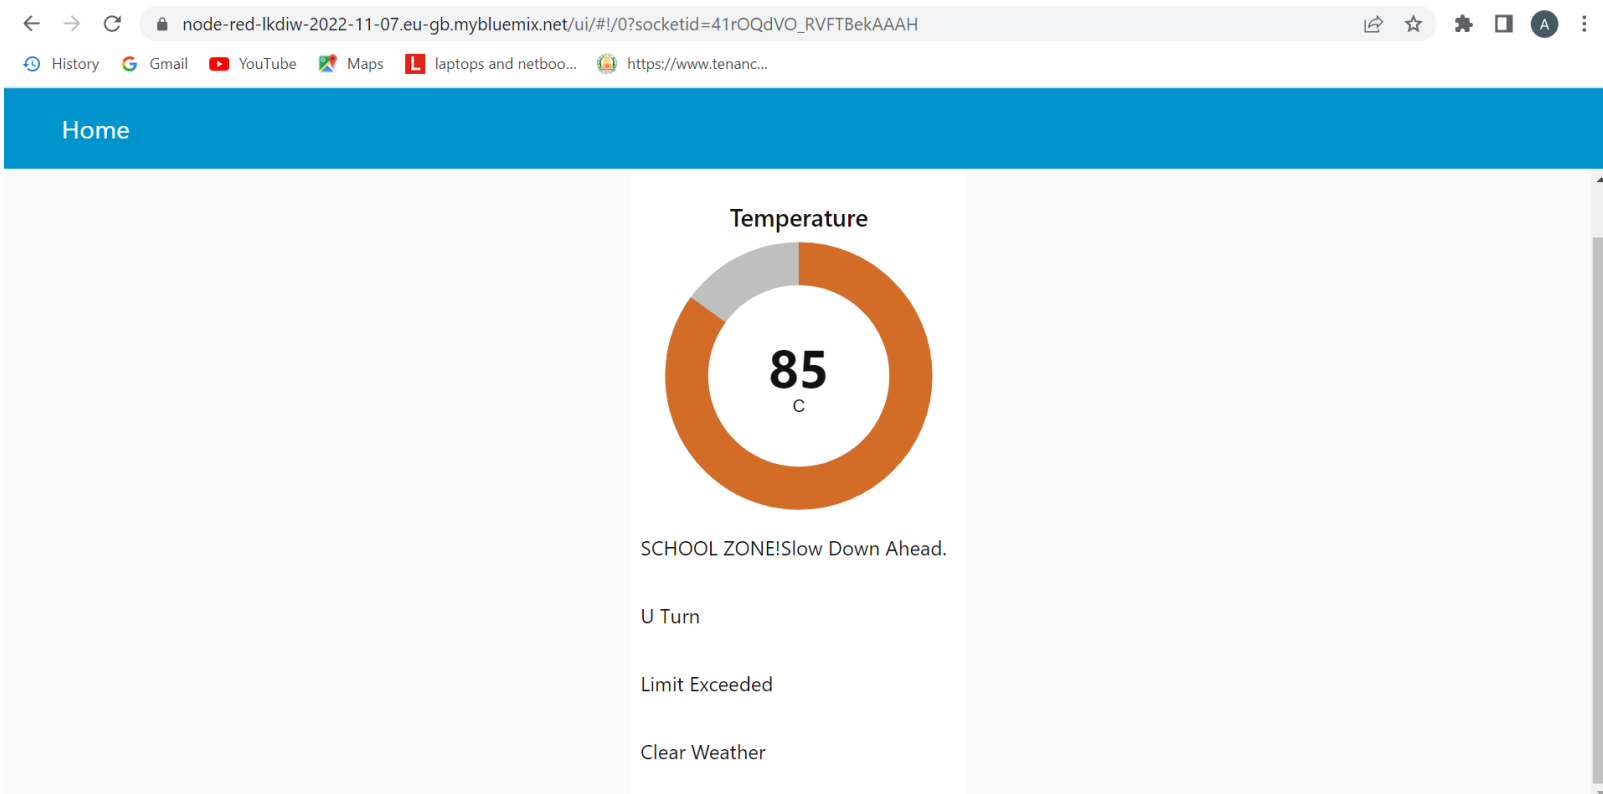 node-red-lkdiw-2022-11-07.eu-gb.mybluemix.net/ui/#!/0?socketid=41rOQdVO_RVFTBekAAAH
A
History Gmail YouTube Maps L laptops and netboo... https://www.tenanc...
Home
Temperature
85
C
SCHOOL ZONE!Slow Down Ahead.
U Turn
Limit Exceeded
Clear Weather